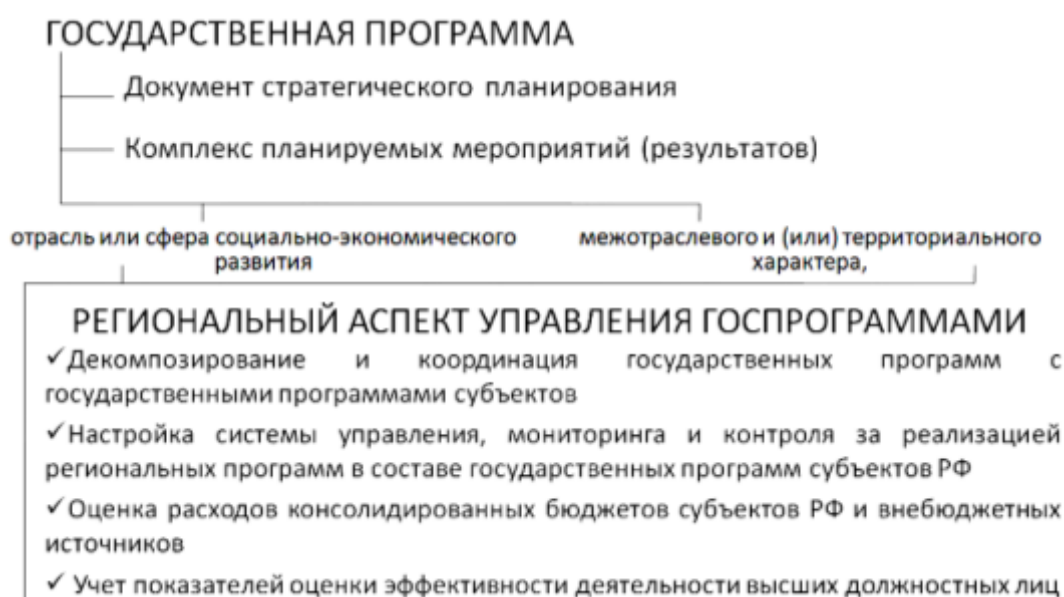 ГОСУДАРСТВЕННАЯ ПРОГРАММА
Документ стратегического планирования
Комплекс планируемых мероприятий (результатов)
отрасль или сфера социально-экономического
развития
межотраслевого и (или) территориального
характера,
РЕГИОНАЛЬНЫЙ АСПЕКТ УПРАВЛЕНИЯ ГОСПРОГРАММАМИ
✓Декомпозирование и координация государственных программ с
государственными программами субъектов
✓Настройка системы управления, мониторинга и контроля за реализацией
региональных программ в составе государственных программ субъектов РФ
✓Оценка расходов консолидированных бюджетов субъектов РФ и внебюджетных
источников
✓ Учет показателей оценки эффективности деятельности высших должностных лиц